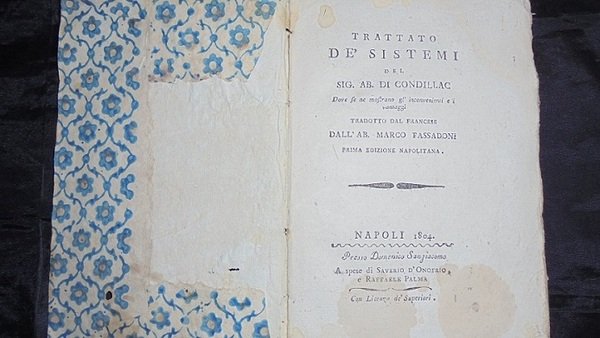 TRATTATO
DE' SISTEMI
DEL
SIG. AB. DI CONDILLAC
Dove se ne mostrano gl' inconvenienti e i
vantaggi
TRADOTTO DAL FRANCESE
DALL'AB. MARCO FASSADONI
PRIMA EDIZIONE NAPOLITANA.
NAPOLI 1804.
Presso Domenico Sangiacomo
A spese di SAVERIO D'ONOFRIO,
e RAFFAELE PALMA
Con Licenza de' Superiori.